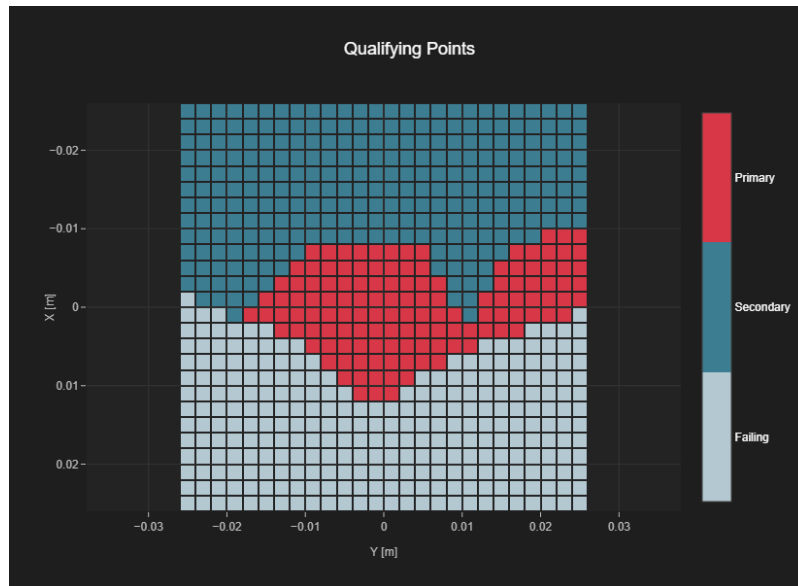 Qualifying Points
−0.02
−0.01
0
0.01
0.02
X [m]
−0.03
−0.02
−0.01
0
0.01
0.02
0.03
Y [m]
Primary
Secondary
Failing